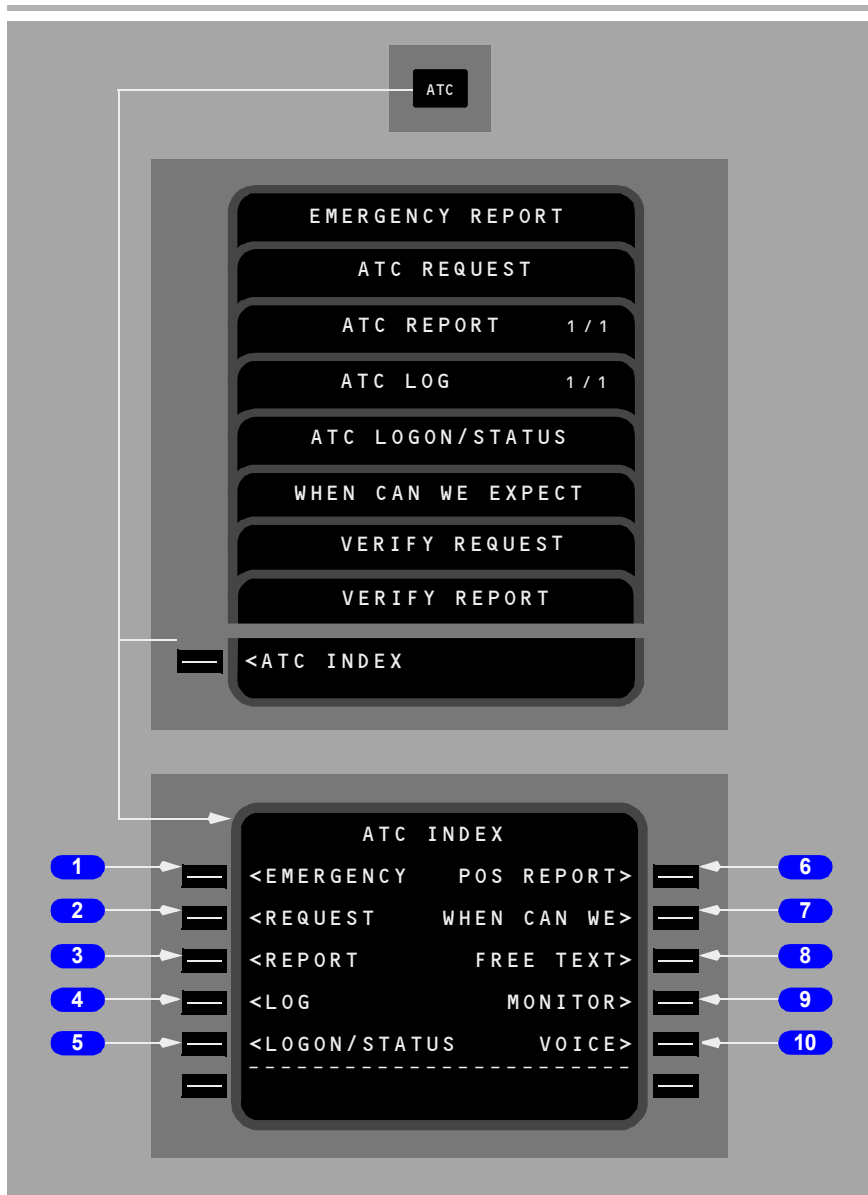 ATC
EMERGENCY REPORT
ATC REQUEST
ATC REPORT 1/1
ATC LOG 1/1
ATC LOGON/STATUS
WHEN CAN WE EXPECT
VERIFY REQUEST
VERIFY REPORT
<ATC INDEX
ATC INDEX
1 <EMERGENCY POS REPORT> 6
2 <REQUEST WHEN CAN WE> 7
3 <REPORT FREE TEXT> 8
4 <LOG MONITOR> 9
5 <LOGON/STATUS VOICE> 10
------------------------